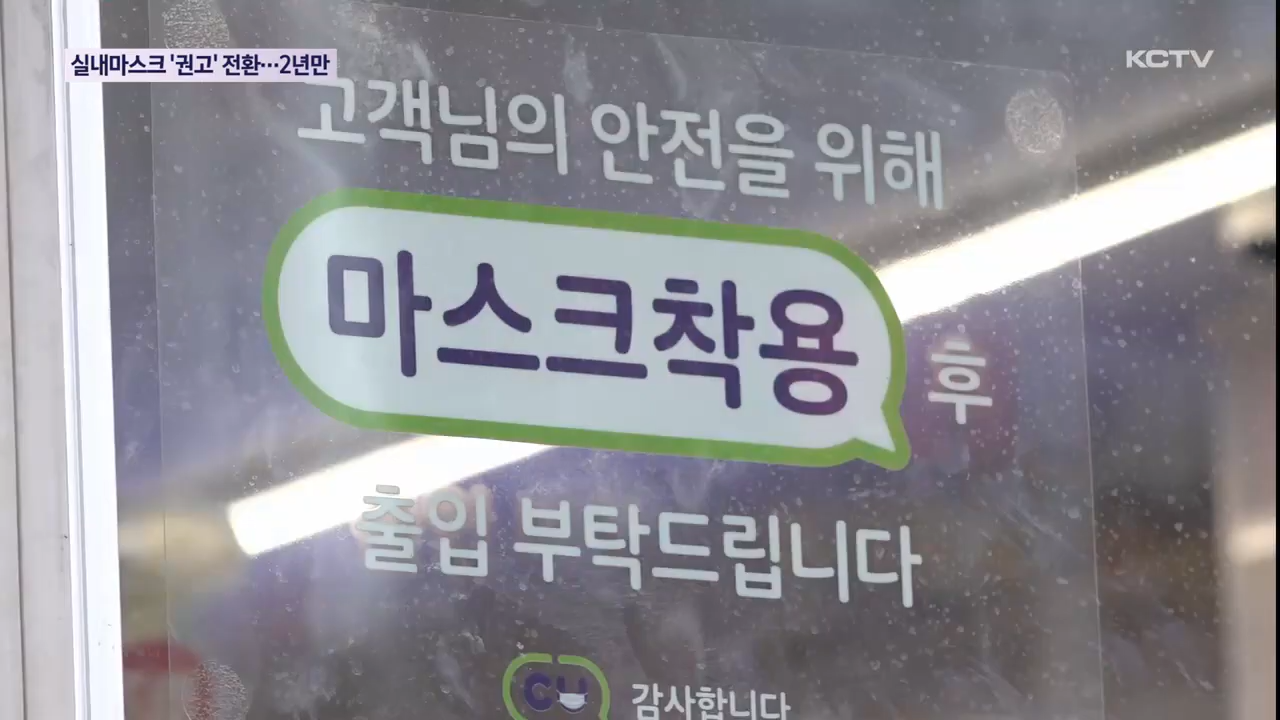 실내마스크 '권고' 전환…2년만
KCTV
고객님의 안전을 위해
마스크착용 후
출입 부탁드립니다
CU 감사합니다